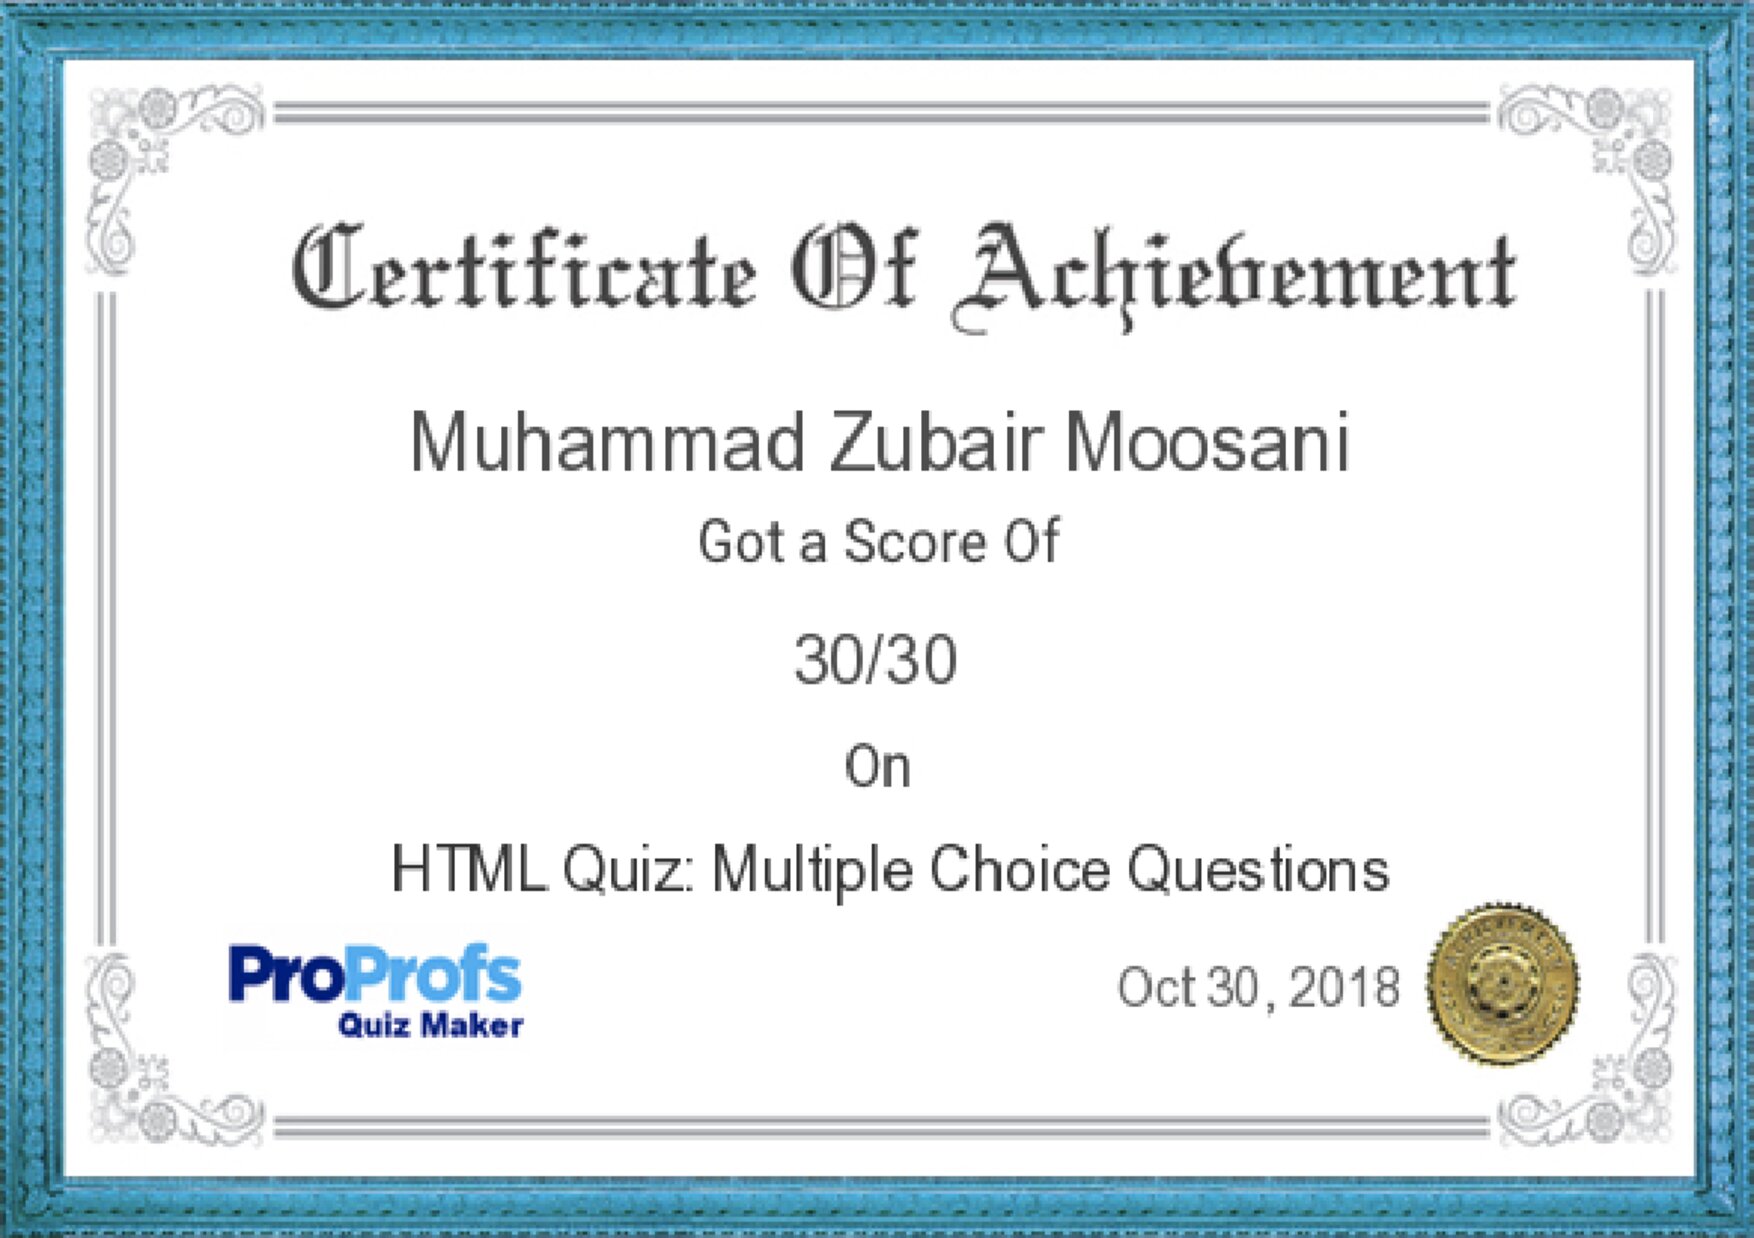 Certificate Of Achievement
Muhammad Zubair Moosani
Got a Score Of
30/30
On
HTML Quiz: Multiple Choice Questions
ProProfs
Quiz Maker
Oct 30, 2018
ACHIEVEMENT